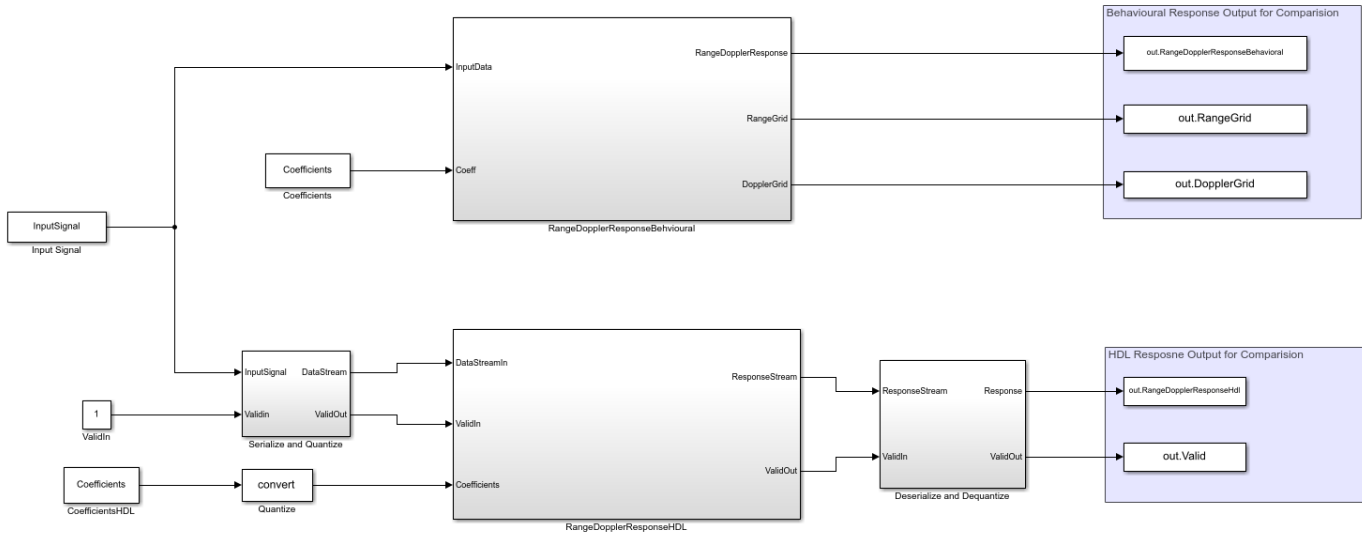 Behavioural Response Output for Comparision
RangeDopplerResponse
out.RangeDopplerResponseBehavioral
InputData
RangeGrid
out.RangeGrid
Coefficients
Coeff
DopplerGrid
out.DopplerGrid
Coefficients
InputSignal
RangeDopplerResponseBehvioural
Input Signal
HDL Resposne Output for Comparision
DataStreamIn
InputSignal
DataStream
ResponseStream
ResponseStream
Response
out.RangeDopplerResponseHdl
1
Validin
ValidOut
ValidIn
ValidIn
Serialize and Quantize
ValidIn
ValidOut
out.Valid
ValidOut
Coefficients
convert
Coefficients
Deserialize and Dequantize
CoefficientsHDL
Quantize
RangeDopplerResponseHDL